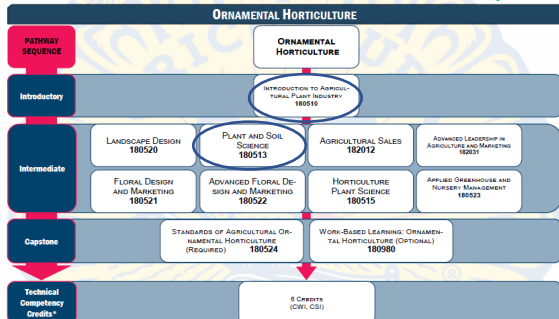 ORNAMENTAL HORTICULTURE
PATHWAY
SEQUENCE
ORNAMENTAL
HORTICULTURE
Introductory
INTRODUCTION TO AGRICUL-
TURAL PLANT INDUSTRY
180510
Intermediate
LANDSCAPE DESIGN
180520
PLANT AND SOIL
SCIENCE
180513
AGRICULTURAL SALES
182012
ADVANCED LEADERSHIP IN
AGRICULTURE AND MARKETING
182031
FLORAL DESIGN
AND MARKETING
180521
ADVANCED FLORAL DE-
SIGN AND MARKETING
180522
HORTICULTURE
PLANT SCIENCE
180515
APPLIED GREENHOUSE AND
NURSERY MANAGEMENT
180523
Capstone
STANDARDS OF AGRICULTURAL OR-
NAMENTAL HORTICULTURE
(REQUIRED) 180524
WORK-BASED LEARNING: ORNAMEN-
TAL HORTICULTURE (OPTIONAL)
180980
Technical
Competency
Credits*
6 CREDITS
(CWI, CSI)